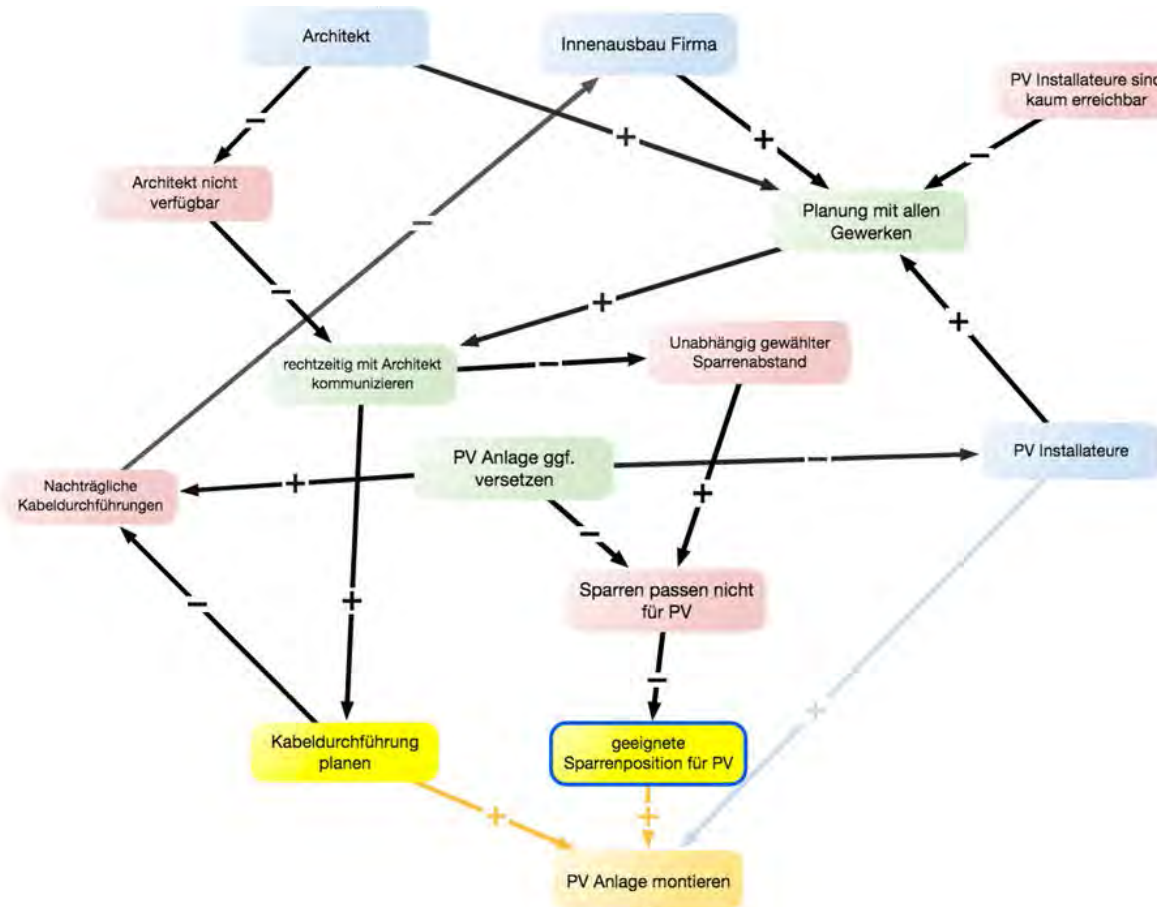 Architekt
Innenausbau Firma
PV Installateure sind
kaum erreichbar
−
+
+
−
Architekt nicht
verfügbar
Planung mit allen
Gewerken
−
−
+
+
Unabhängig gewählter
Sparrenabstand
rechtzeitig mit Architekt
kommunizieren
−
PV Installateure
PV Anlage ggf.
versetzen
−
Nachträgliche
Kabeldurchführungen
+
+
−
Sparren passen nicht
für PV
+
−
−
+
Kabeldurchführung
planen
geeignete
Sparrenposition für PV
+
+
PV Anlage montieren